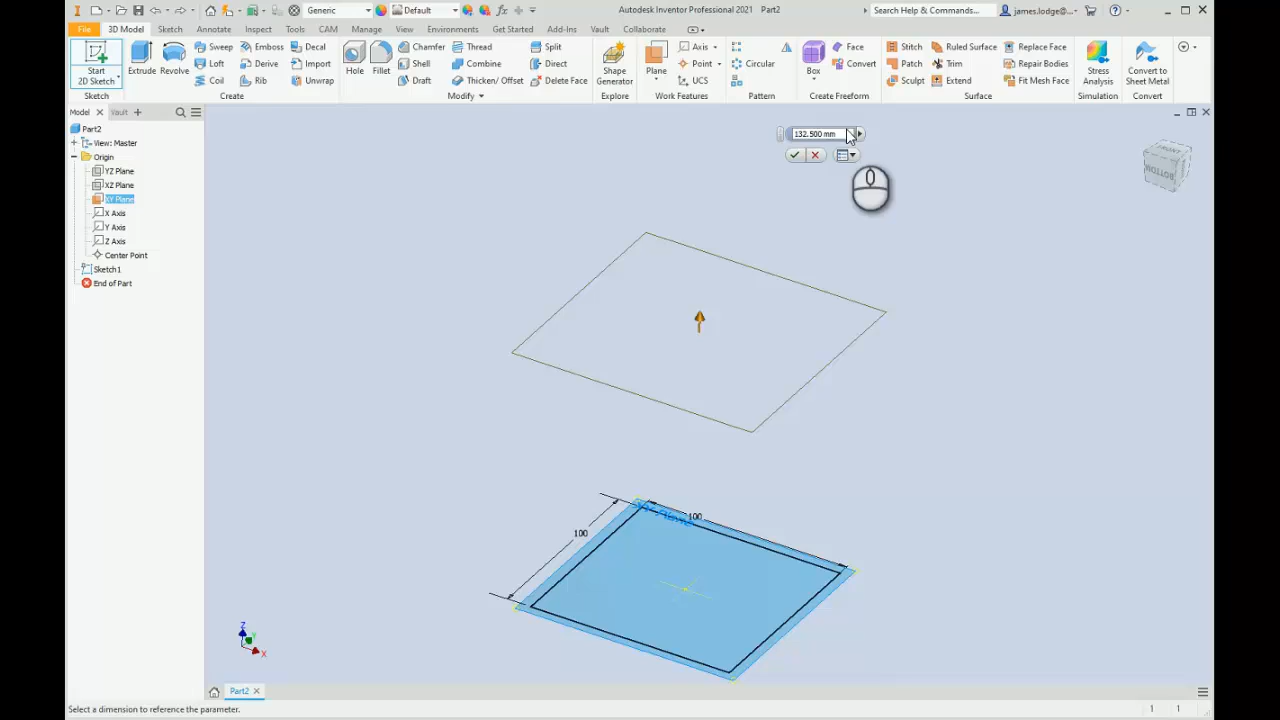 Generic
Default
Autodesk Inventor Professional 2021 Part2
Search Help & Commands...
james.lodge@...
File
3D Model
Sketch
Annotate
Inspect
Tools
CAM
Manage
View
Environments
Get Started
Add-Ins
Vault
Collaborate
Start
2D Sketch
Sketch
Extrude
Revolve
Sweep
Emboss
Decal
Loft
Derive
Import
Coil
Rib
Unwrap
Create
Hole
Fillet
Chamfer
Thread
Split
Shell
Combine
Direct
Draft
Thicken/ Offset
Delete Face
Modify
Shape
Generator
Explore
Plane
Axis
Point
UCS
Work Features
Circular
Pattern
Box
Face
Convert
Create Freeform
Stitch
Ruled Surface
Replace Face
Patch
Trim
Repair Bodies
Sculpt
Extend
Fit Mesh Face
Surface
Stress
Analysis
Simulation
Convert to
Sheet Metal
Convert
Model
Vault
Part2
View: Master
Origin
YZ Plane
XZ Plane
XY Plane
X Axis
Y Axis
Z Axis
Center Point
Sketch1
End of Part
132.500 mm
BOTTOM
100
100
XY Plane
Z
Y
X
Part2
Select a dimension to reference the parameter.
1
1